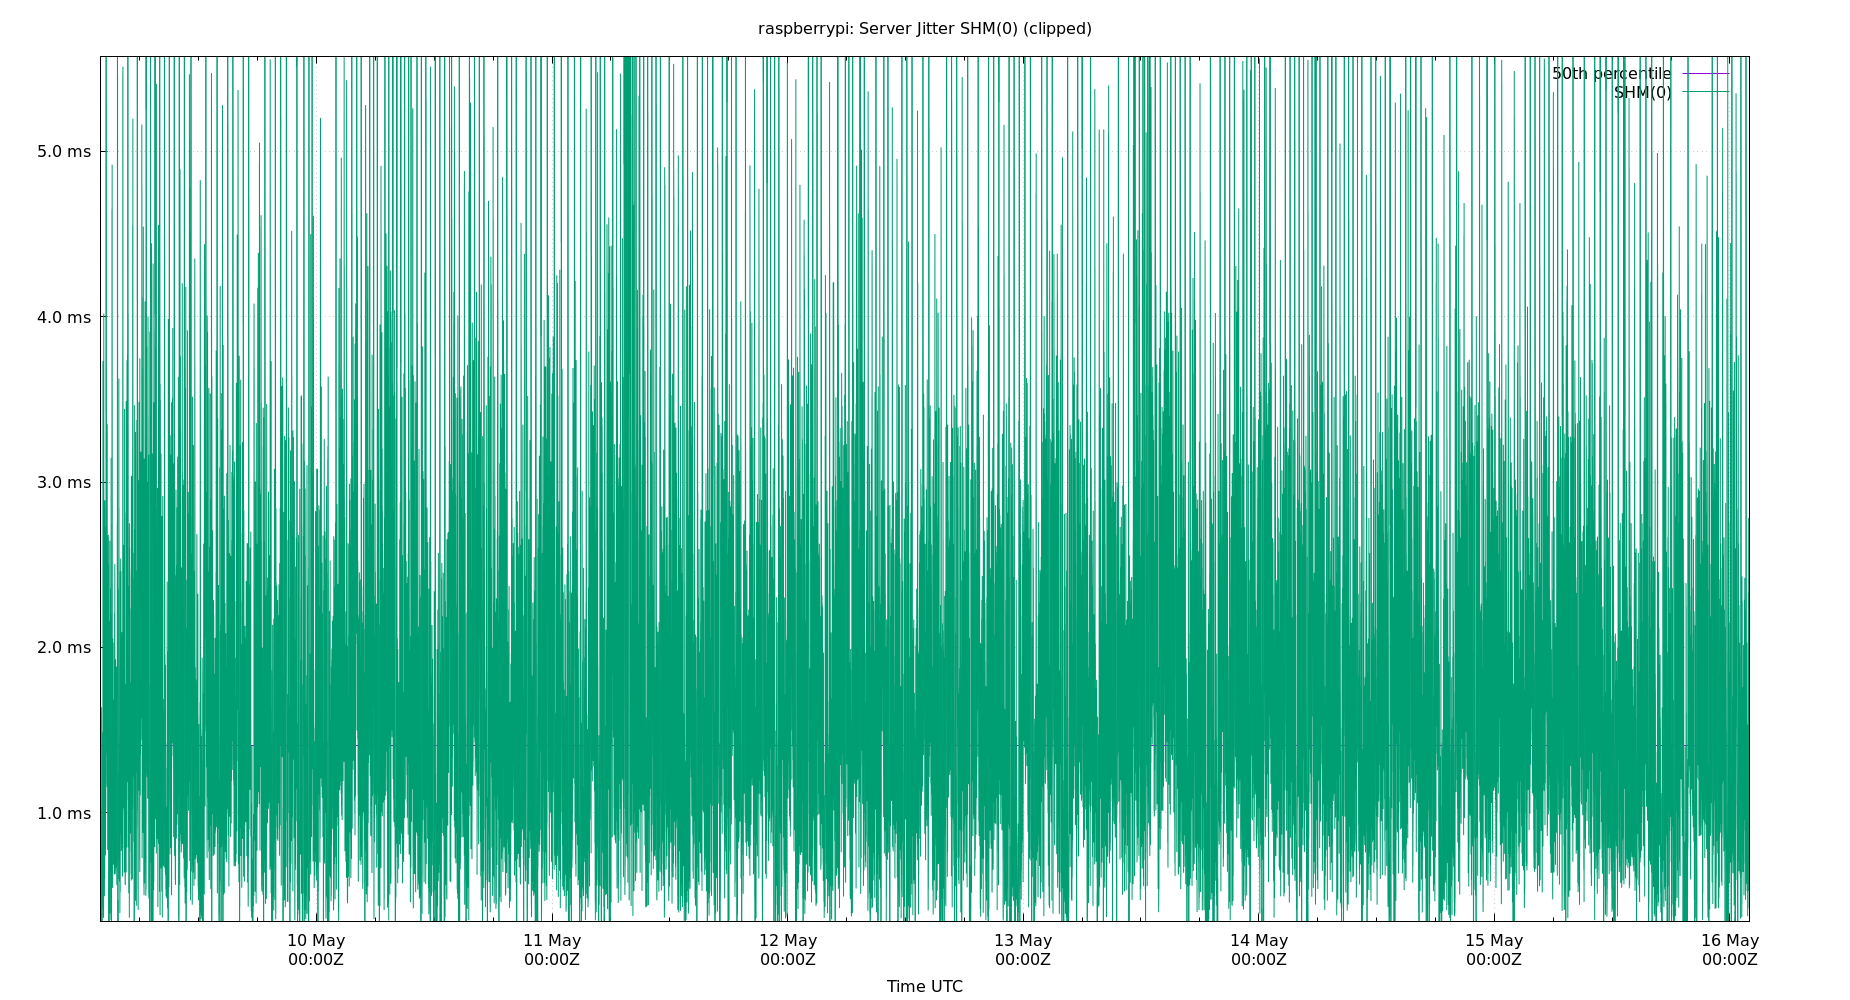 raspberrypi: Server Jitter SHM(0) (clipped)
50th percentile
SHM(0)
5.0 ms
4.0 ms
3.0 ms
2.0 ms
1.0 ms
10 May 11 May 12 May 13 May 14 May 15 May 16 May
00:00Z 00:00Z 00:00Z 00:00Z 00:00Z 00:00Z 00:00Z
Time UTC